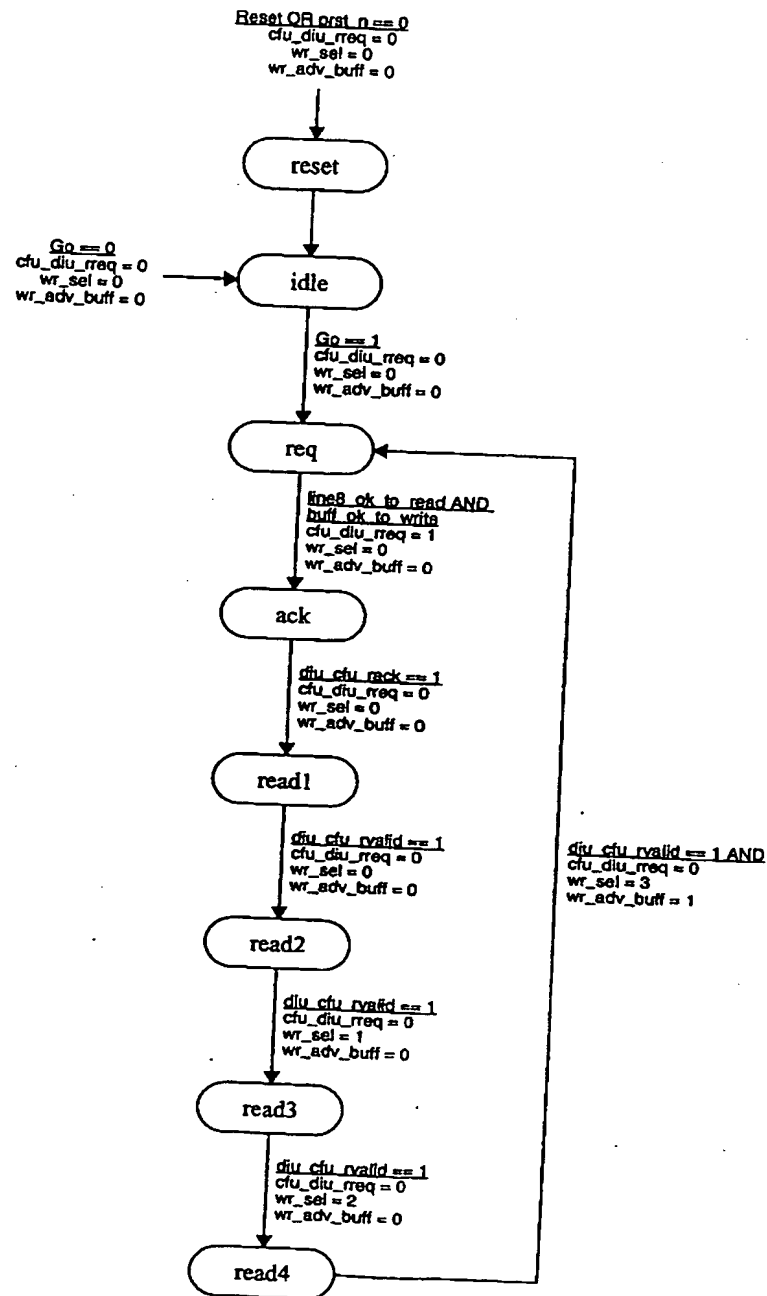 Reset OR prst_n == 0
cfu_diu_rreq = 0
wr_sel = 0
wr_adv_buff = 0
reset
Go == 0
cfu_diu_rreq = 0
wr_sel = 0
wr_adv_buff = 0
idle
Go == 1
cfu_diu_rreq = 0
wr_sel = 0
wr_adv_buff = 0
req
line8_ok_to_read AND
buff_ok_to_write
cfu_diu_rreq = 1
wr_sel = 0
wr_adv_buff = 0
ack
diu_cfu_rack == 1
cfu_diu_rreq = 0
wr_sel = 0
wr_adv_buff = 0
read1
diu_cfu_rvalid == 1
cfu_diu_rreq = 0
wr_sel = 0
wr_adv_buff = 0
diu_cfu_rvalid == 1 AND
cfu_diu_rreq = 0
wr_sel = 3
wr_adv_buff = 1
read2
diu_cfu_rvalid == 1
cfu_diu_rreq = 0
wr_sel = 1
wr_adv_buff = 0
read3
diu_cfu_rvalid == 1
cfu_diu_rreq = 0
wr_sel = 2
wr_adv_buff = 0
read4